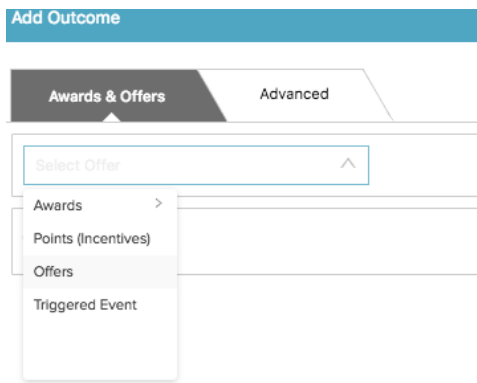 Add Outcome
Awards & Offers
Advanced
Select Offer
Awards
Points (Incentives)
Offers
Triggered Event